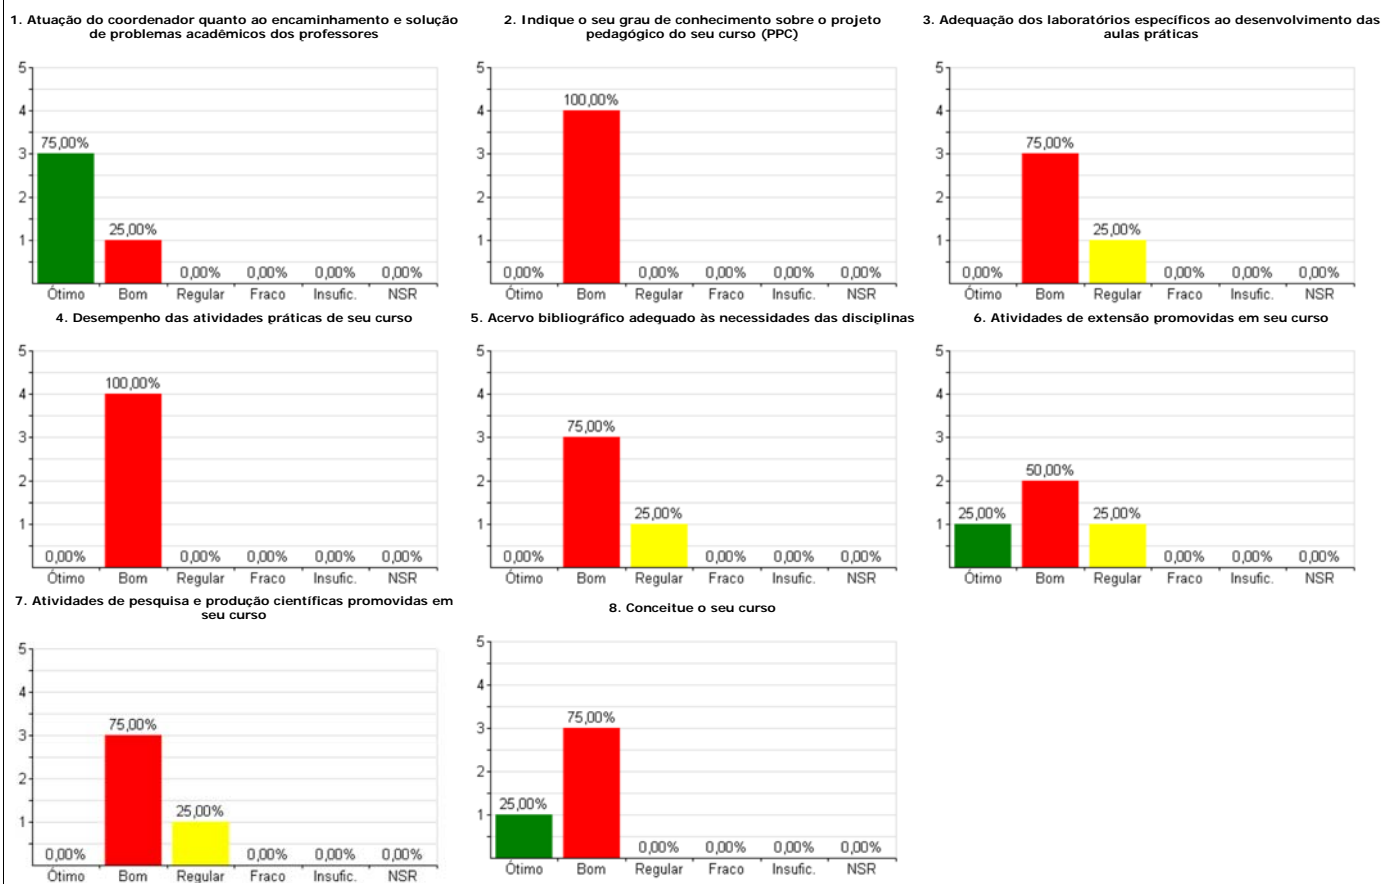 1. Atuação do coordenador quanto ao encaminhamento e solução
de problemas acadêmicos dos professores
5
4
3
2
1
75,00%
25,00%
0,00%
0,00%
0,00%
0,00%
Ótimo
Bom
Regular
Fraco
Insufic.
NSR
2. Indique o seu grau de conhecimento sobre o projeto
pedagógico do seu curso (PPC)
5
4
3
2
1
0,00%
100,00%
0,00%
0,00%
0,00%
0,00%
Ótimo
Bom
Regular
Fraco
Insufic.
NSR
3. Adequação dos laboratórios específicos ao desenvolvimento das
aulas práticas
5
4
3
2
1
0,00%
75,00%
25,00%
0,00%
0,00%
0,00%
Ótimo
Bom
Regular
Fraco
Insufic.
NSR
4. Desempenho das atividades práticas de seu curso
5
4
3
2
1
0,00%
100,00%
0,00%
0,00%
0,00%
0,00%
Ótimo
Bom
Regular
Fraco
Insufic.
NSR
5. Acervo bibliográfico adequado às necessidades das disciplinas
5
4
3
2
1
0,00%
75,00%
25,00%
0,00%
0,00%
0,00%
Ótimo
Bom
Regular
Fraco
Insufic.
NSR
6. Atividades de extensão promovidas em seu curso
5
4
3
2
1
25,00%
50,00%
25,00%
0,00%
0,00%
0,00%
Ótimo
Bom
Regular
Fraco
Insufic.
NSR
7. Atividades de pesquisa e produção científicas promovidas em
seu curso
5
4
3
2
1
0,00%
75,00%
25,00%
0,00%
0,00%
0,00%
Ótimo
Bom
Regular
Fraco
Insufic.
NSR
8. Conceitue o seu curso
5
4
3
2
1
25,00%
75,00%
0,00%
0,00%
0,00%
0,00%
Ótimo
Bom
Regular
Fraco
Insufic.
NSR